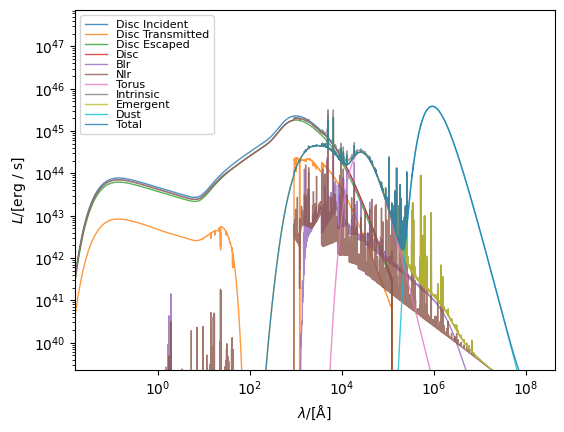 Disc Incident
Disc Transmitted
Disc Escaped
Disc
Blr
Nlr
Torus
Intrinsic
Emergent
Dust
Total
10^47
10^46
10^45
10^44
10^43
10^42
10^41
10^40
L/[erg / s]
10^0 10^2 10^4 10^6 10^8
λ/[Å]